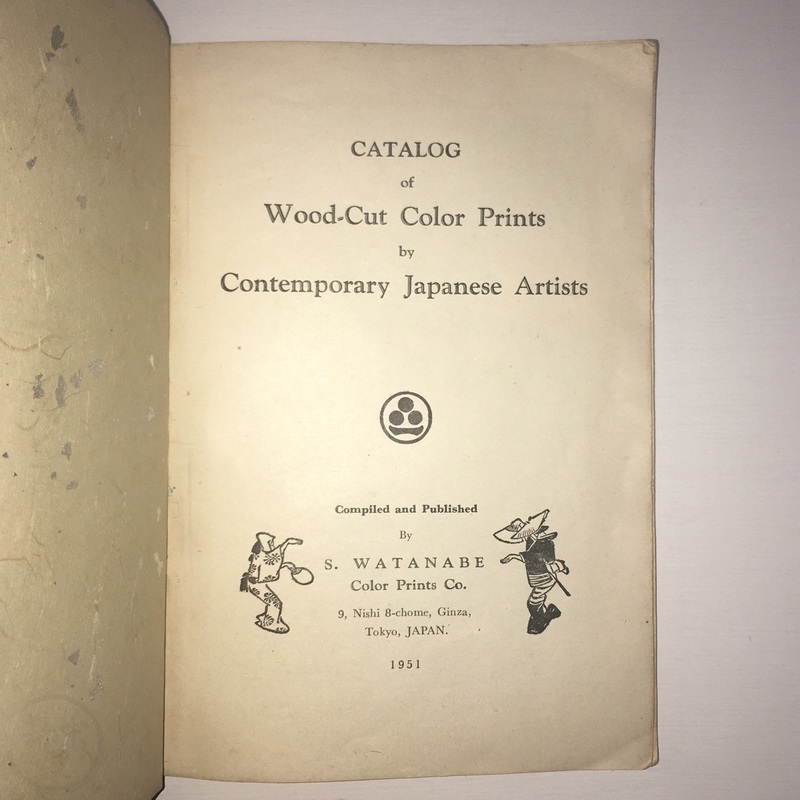 CATALOG
of
Wood-Cut Color Prints
by
Contemporary Japanese Artists
Compiled and Published
By
S. WATANABE
Color Prints Co.
9, Nishi 8-chome, Ginza,
Tokyo, JAPAN.
1951